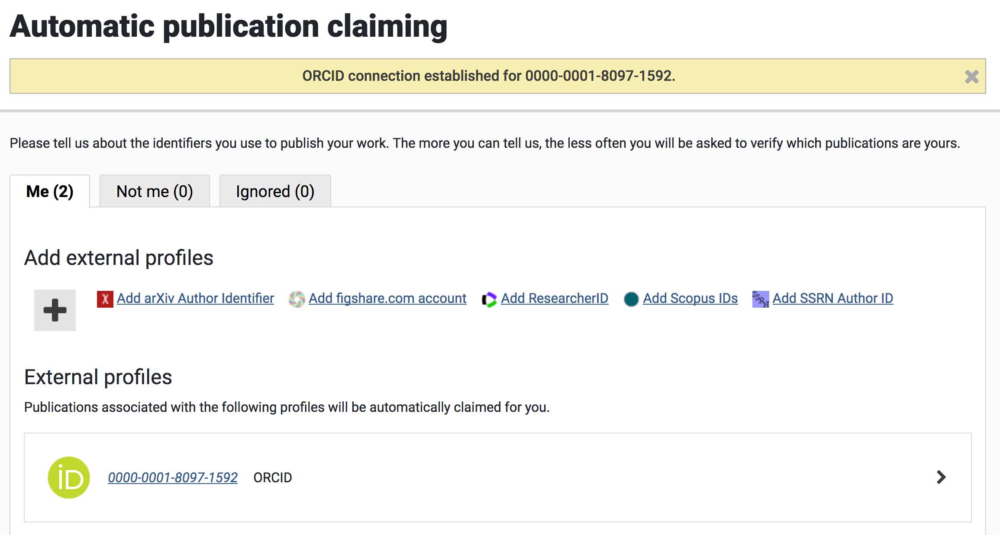 Automatic publication claiming
ORCID connection established for 0000-0001-8097-1592.
Please tell us about the identifiers you use to publish your work. The more you can tell us, the less often you will be asked to verify which publications are yours.
Me (2) Not me (0) Ignored (0)
Add external profiles
X Add arXiv Author Identifier Add figshare.com account Add ResearcherID Add Scopus IDs SSRN Add SSRN Author ID
External profiles
Publications associated with the following profiles will be automatically claimed for you.
iD 0000-0001-8097-1592 ORCID